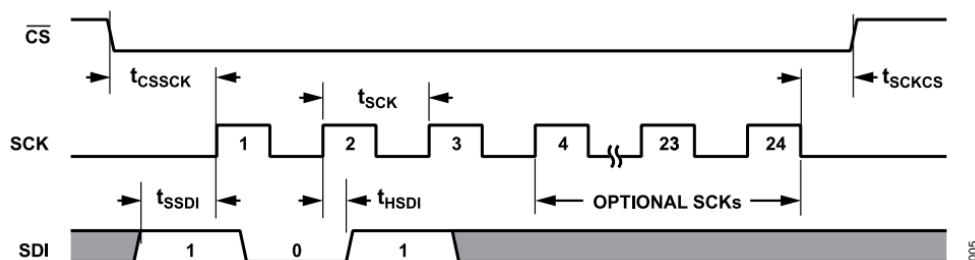 CS
tCSSCK
tSCKCS
tSCK
SCK 1 2 3 4 23 24
tSSDI
tHSDI
OPTIONAL SCKs
SDI 1 0 1
005